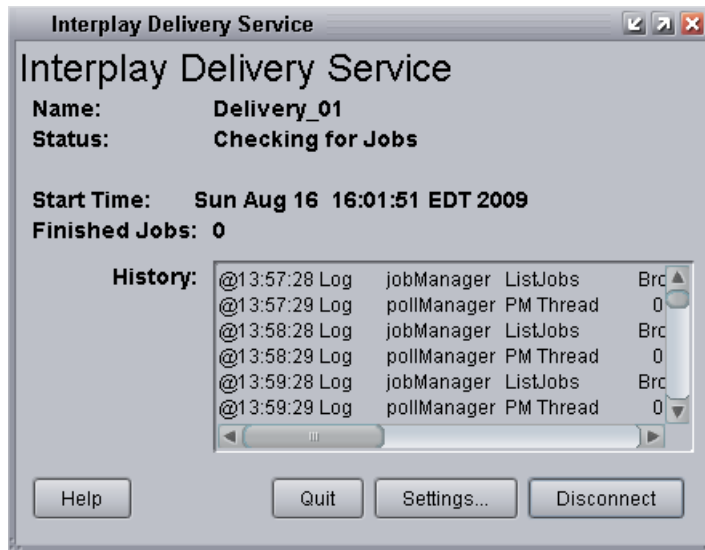 Interplay Delivery Service
Interplay Delivery Service
Name: Delivery_01
Status: Checking for Jobs
Start Time: Sun Aug 16 16:01:51 EDT 2009
Finished Jobs: 0
History:
@13:57:28 Log jobManager ListJobs Brc
@13:57:29 Log pollManager PM Thread 0
@13:58:28 Log jobManager ListJobs Brc
@13:58:29 Log pollManager PM Thread 0
@13:59:28 Log jobManager ListJobs Brc
@13:59:29 Log pollManager PM Thread 0
Help Quit Settings... Disconnect